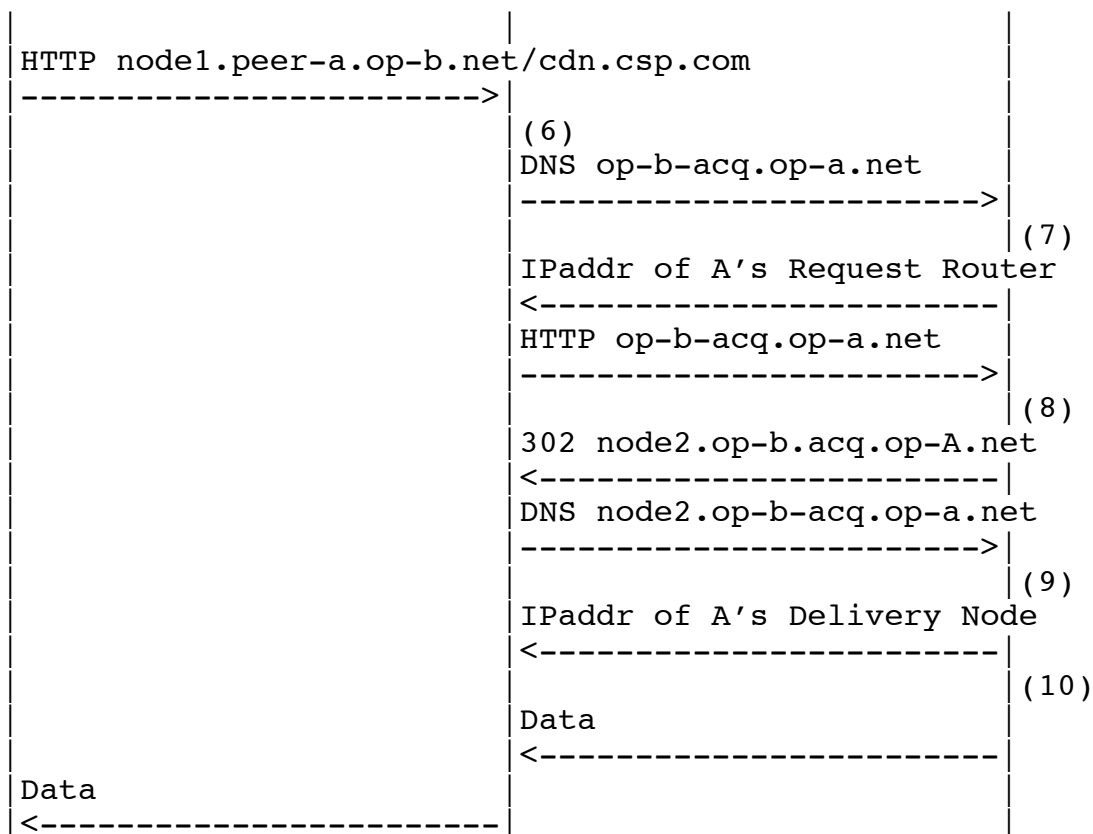 HTTP node1.peer-a.op-b.net/cdn.csp.com
(6)
DNS op-b-acq.op-a.net
(7)
IPaddr of A's Request Router
HTTP op-b-acq.op-a.net
(8)
302 node2.op-b.acq.op-A.net
DNS node2.op-b-acq.op-a.net
(9)
IPaddr of A's Delivery Node
(10)
Data
Data